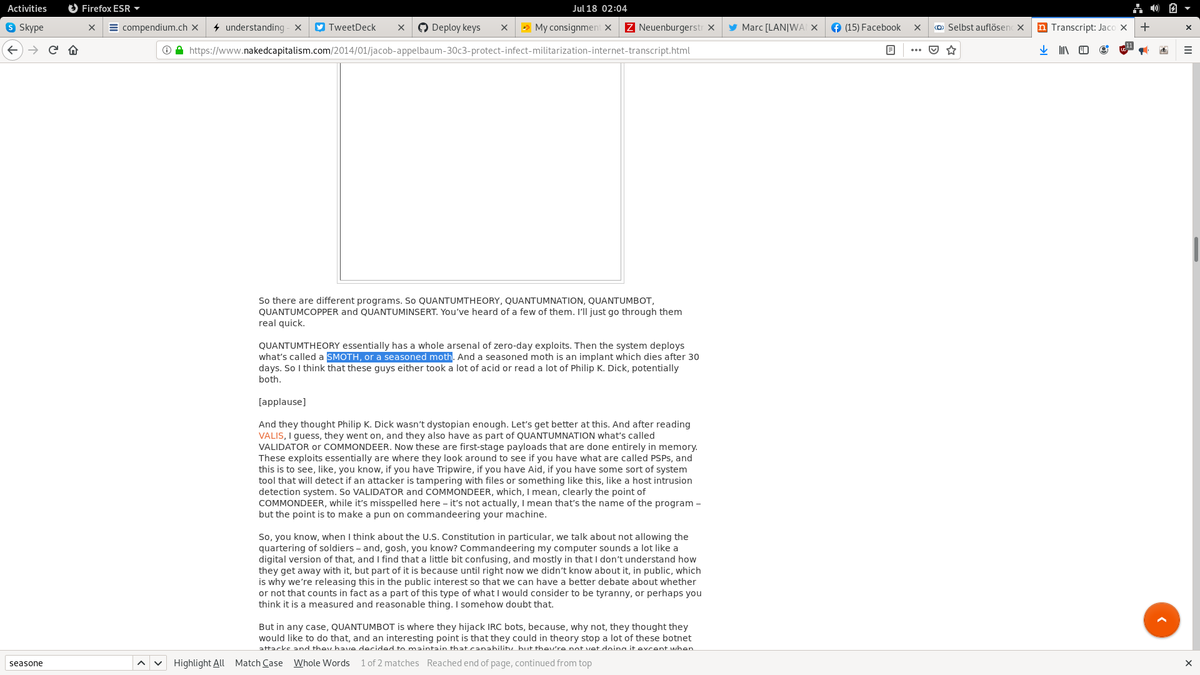 Activities Firefox ESR Jul 18 02:04
Skype compendium.ch understanding TweetDeck Deploy keys My consignment Neuenburgerstr Marc [LAN]WA (15) Facebook Selbst auflösen Transcript: Jaco
https://www.nakedcapitalism.com/2014/01/jacob-appelbaum-30c3-protect-infect-militarization-internet-transcript.html
So there are different programs. So QUANTUMTHEORY, QUANTUMNATION, QUANTUMBOT,
QUANTUMCOPPER and QUANTUMINSERT. You’ve heard of a few of them. I’ll just go through them
real quick.
QUANTUMTHEORY essentially has a whole arsenal of zero-day exploits. Then the system deploys
what’s called a SMOTH, or a seasoned moth. And a seasoned moth is an implant which dies after 30
days. So I think that these guys either took a lot of acid or read a lot of Philip K. Dick, potentially
both.
[applause]
And they thought Philip K. Dick wasn’t dystopian enough. Let’s get better at this. And after reading
VALIS, I guess, they went on, and they also have as part of QUANTUMNATION what’s called
VALIDATOR or COMMONDEER. Now these are first-stage payloads that are done entirely in memory.
These exploits essentially are where they look around to see if you have what are called PSPs, and
this is to see, like, you know, if you have Tripwire, if you have Aid, if you have some sort of system
tool that will detect if an attacker is tampering with files or something like this, like a host intrusion
detection system. So VALIDATOR and COMMONDEER, which, I mean, clearly the point of
COMMONDEER, while it’s misspelled here – it’s not actually, I mean that’s the name of the program –
but the point is to make a pun on commandeering your machine.
So, you know, when I think about the U.S. Constitution in particular, we talk about not allowing the
quartering of soldiers – and, gosh, you know? Commandeering my computer sounds a lot like a
digital version of that, and I find that a little bit confusing, and mostly in that I don’t understand how
they get away with it, but part of it is because until right now we didn’t know about it, in public, which
is why we’re releasing this in the public interest so that we can have a better debate about whether
or not that counts in fact as a part of this type of what I would consider to be tyranny, or perhaps you
think it is a measured and reasonable thing. I somehow doubt that.
But in any case, QUANTUMBOT is where they hijack IRC bots, because, why not, they thought they
would like to do that, and an interesting point is that they could in theory stop a lot of these botnet
attacks and they have decided to maintain that capability, but they’re not yet doing it except when
seasone Highlight All Match Case Whole Words 1 of 2 matches Reached end of page, continued from top